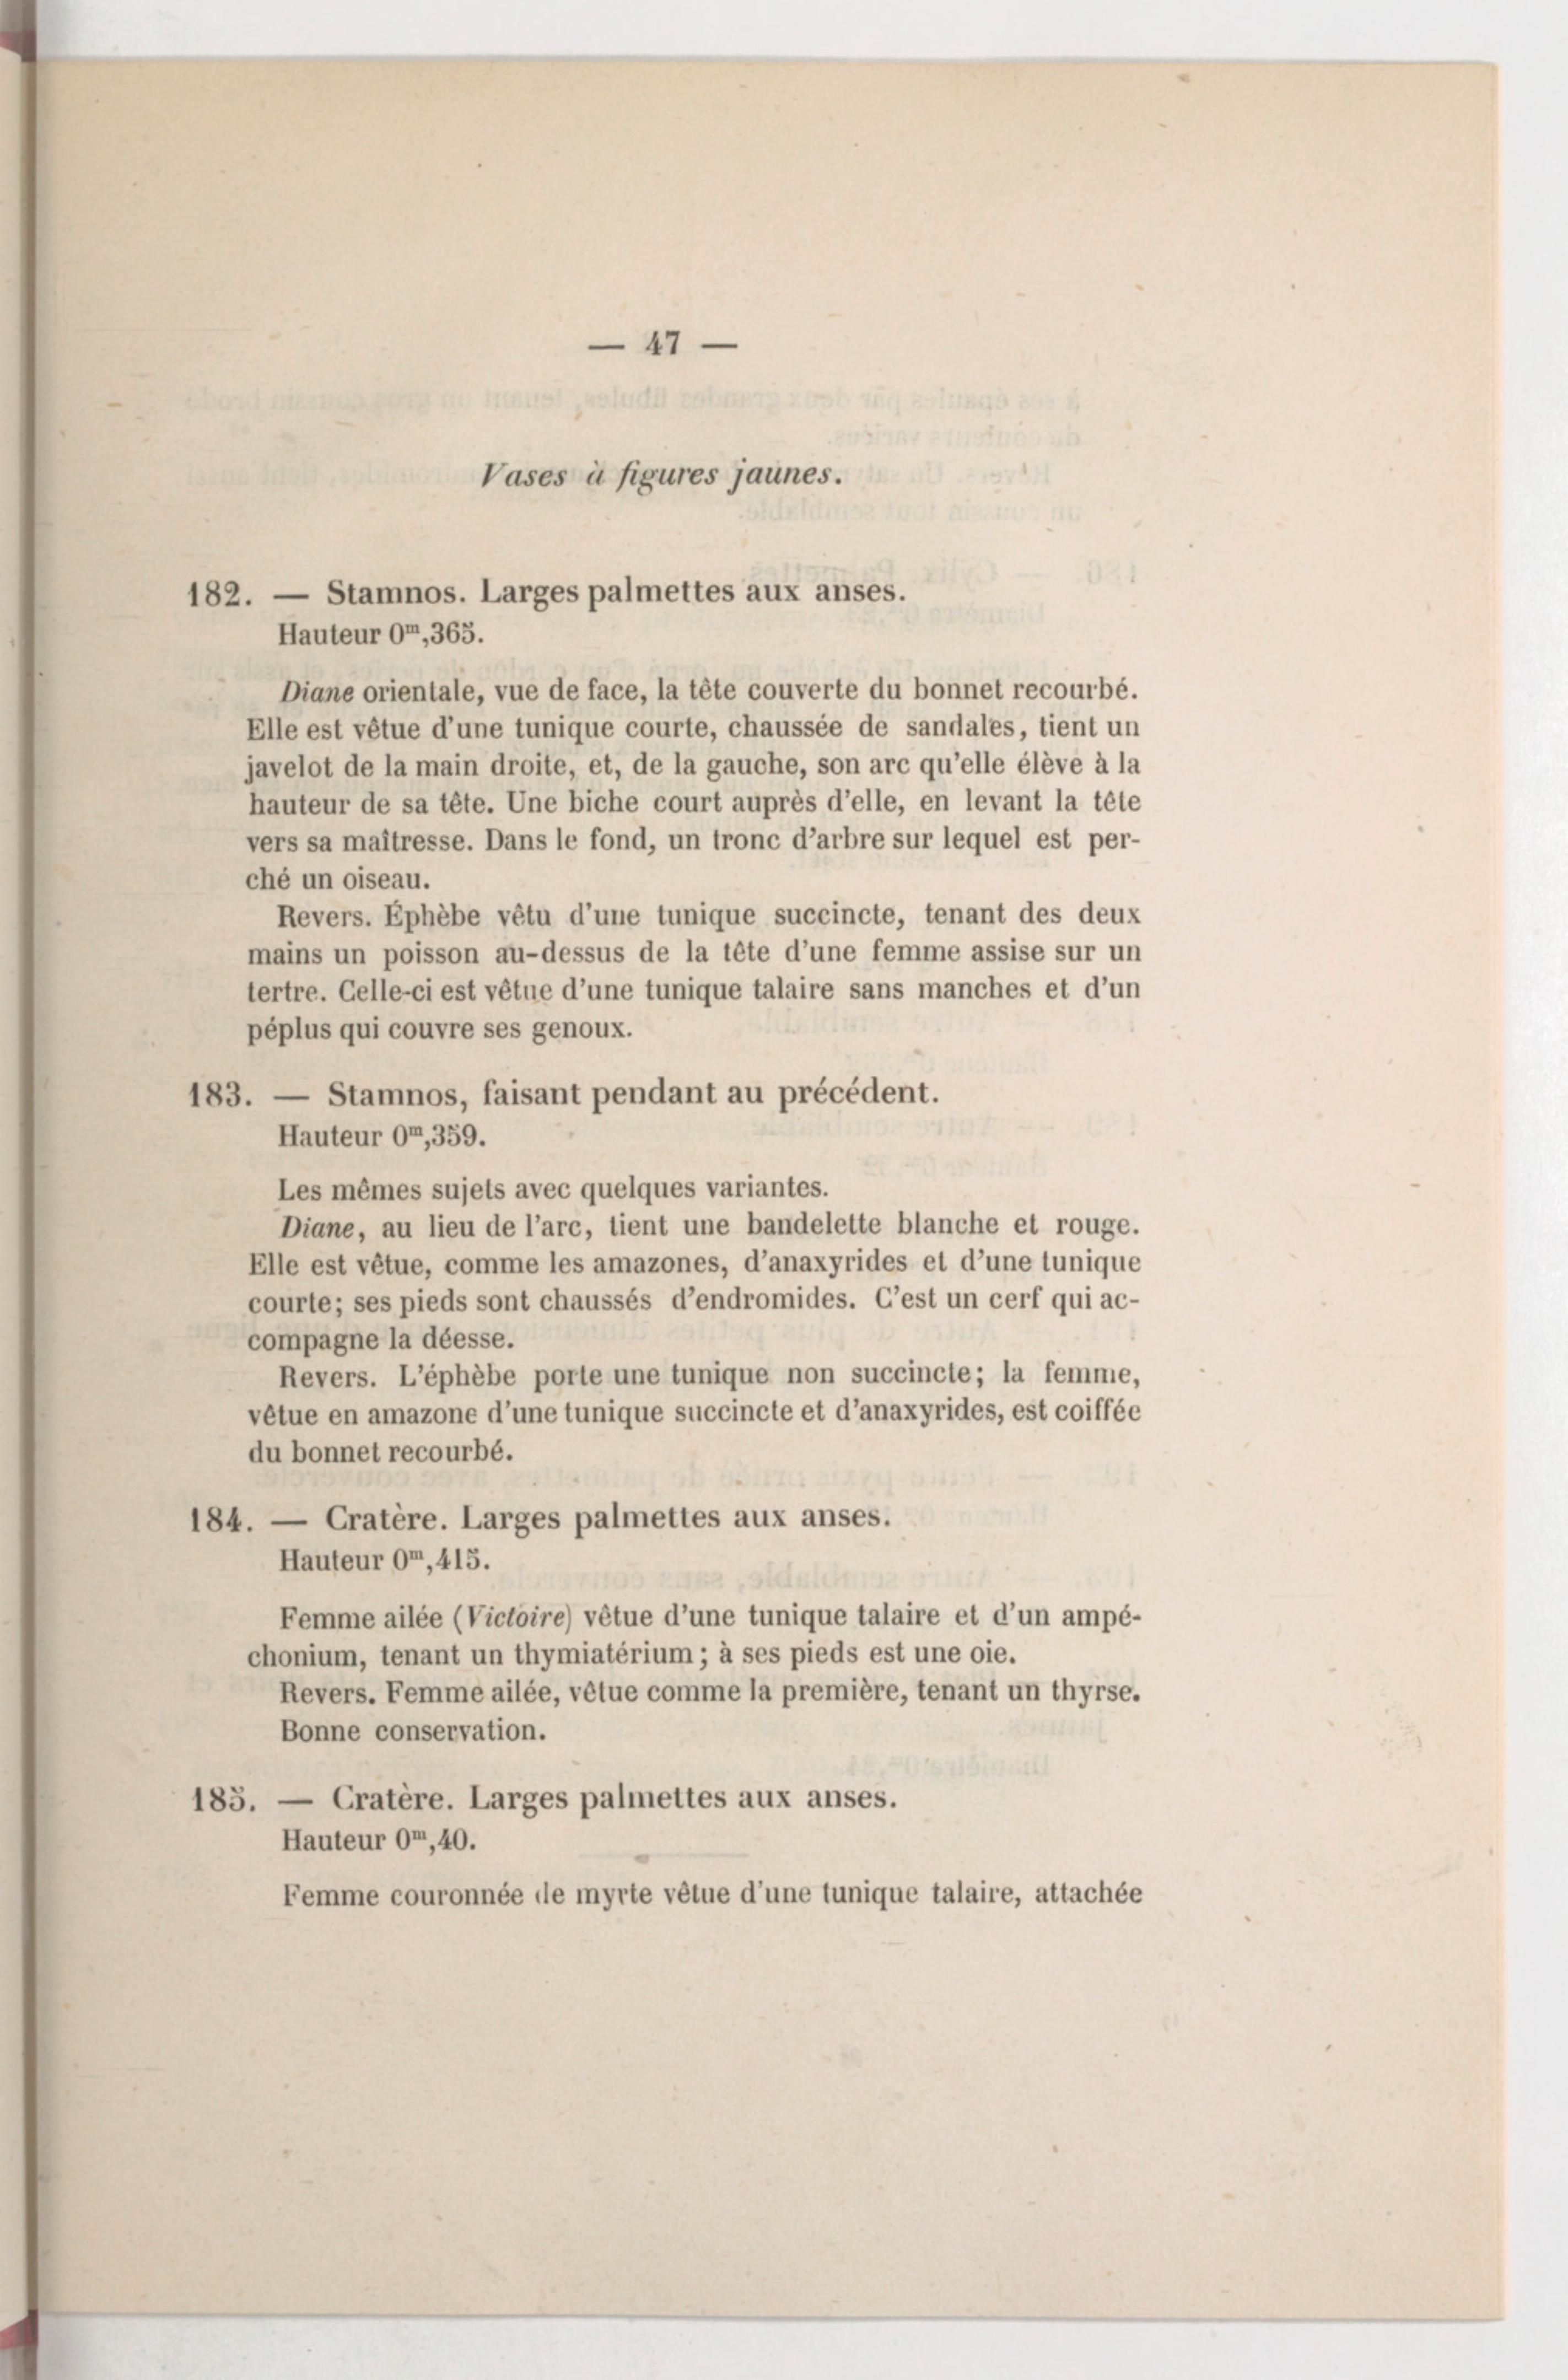 — 47 —
Vases à figures jaunes.
182. — Stamnos. Larges palmettes aux anses.
Hauteur 0m,365.
Diane orientale, vue de face, la tête couverte du bonnet recourbé.
Elle est vêtue d'une tunique courte, chaussée de sandales, tient un
javelot de la main droite, et, de la gauche, son arc qu'elle élève à la
hauteur de sa tête. Une biche court auprès d'elle, en levant la tête
vers sa maîtresse. Dans le fond, un tronc d'arbre sur lequel est per-
ché un oiseau.
Revers. Éphèbe vêtu d'une tunique succincte, tenant des deux
mains un poisson au-dessus de la tête d'une femme assise sur un
tertre. Celle-ci est vêtue d'une tunique talaire sans manches et d'un
péplus qui couvre ses genoux.
183. — Stamnos, faisant pendant au précédent.
Hauteur 0m,359.
Les mêmes sujets avec quelques variantes.
Diane, au lieu de l'arc, tient une bandelette blanche et rouge.
Elle est vêtue, comme les amazones, d'anaxyrides et d'une tunique
courte; ses pieds sont chaussés d'endromides. C'est un cerf qui ac-
compagne la déesse.
Revers. L'éphèbe porte une tunique non succincte; la femme,
vêtue en amazone d'une tunique succincte et d'anaxyrides, est coiffée
du bonnet recourbé.
184. — Cratère. Larges palmettes aux anses.
Hauteur 0m,415.
Femme ailée (Victoire) vêtue d'une tunique talaire et d'un ampé-
chonium, tenant un thymiatérium; à ses pieds est une oie.
Revers. Femme ailée, vêtue comme la première, tenant un thyrse.
Bonne conservation.
185. — Cratère. Larges palmettes aux anses.
Hauteur 0m,40.
Femme couronnée de myrte vêtue d'une tunique talaire, attachée